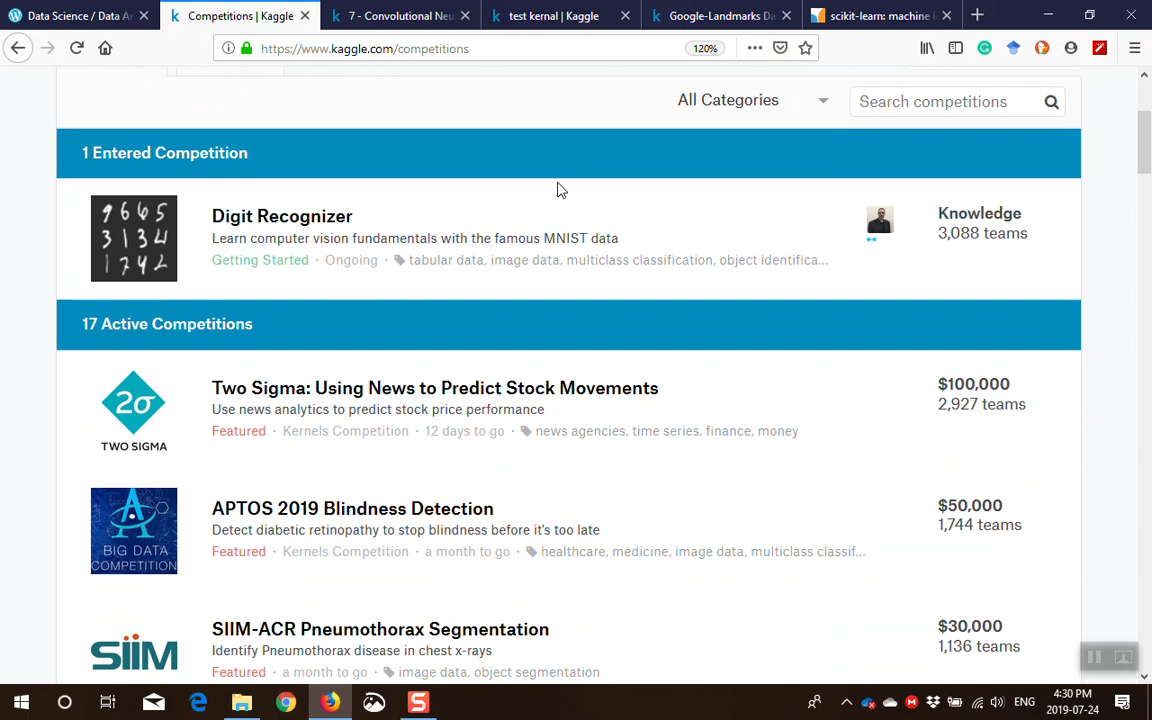 Data Science / Data Ar
Competitions | Kaggle
7 - Convolutional Neu
test kernal | Kaggle
Google-Landmarks Da
scikit-learn: machine l
https://www.kaggle.com/competitions
120%
All Categories
Search competitions
1 Entered Competition
Digit Recognizer
Learn computer vision fundamentals with the famous MNIST data
Getting Started · Ongoing · tabular data, image data, multiclass classification, object identifica...
Knowledge
3,088 teams
17 Active Competitions
2σ
TWO SIGMA
Two Sigma: Using News to Predict Stock Movements
Use news analytics to predict stock price performance
Featured · Kernels Competition · 12 days to go · news agencies, time series, finance, money
$100,000
2,927 teams
BIG DATA
COMPETITION
APTOS 2019 Blindness Detection
Detect diabetic retinopathy to stop blindness before it's too late
Featured · Kernels Competition · a month to go · healthcare, medicine, image data, multiclass classif...
$50,000
1,744 teams
SIIM
SIIM-ACR Pneumothorax Segmentation
Identify Pneumothorax disease in chest x-rays
Featured · a month to go · image data, object segmentation
$30,000
1,136 teams
ENG
4:30 PM
2019-07-24